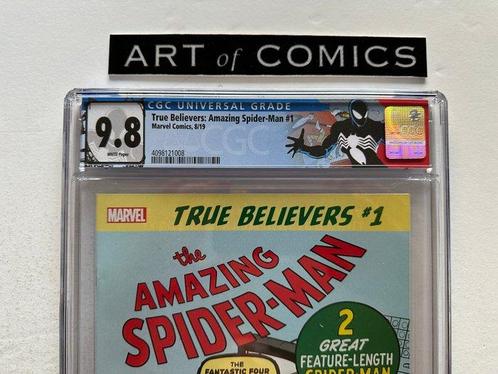 ART of COMICS
CGC UNIVERSAL GRADE
9.8
WHITE Pages
True Believers: Amazing Spider-Man #1
Marvel Comics, 8/19
4098121008
CGC
MARVEL
TRUE BELIEVERS #1
the
AMAZING
SPIDER-MAN
2
GREAT
FEATURE-LENGTH
SPIDER-MAN
THE
FANTASTIC FOUR